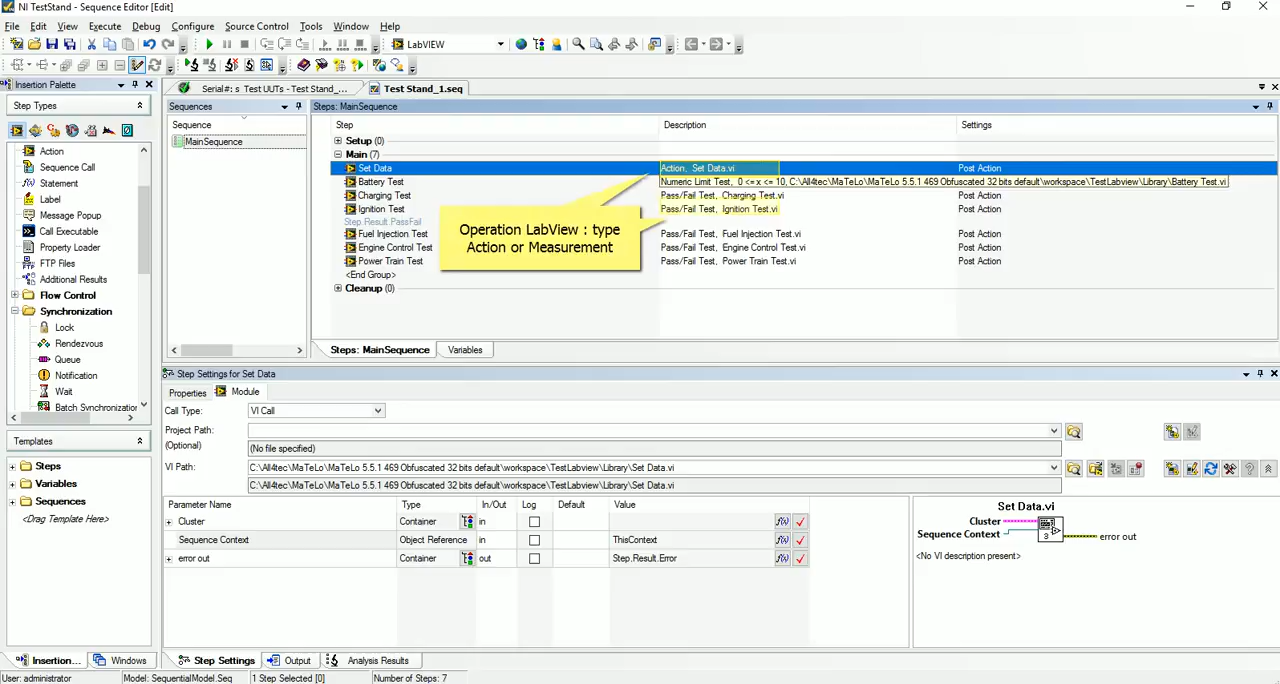 NI TestStand - Sequence Editor [Edit]
File Edit View Execute Debug Configure Source Control Tools Window Help
LabVIEW
Insertion Palette
Step Types
Action
Sequence Call
Statement
Label
Message Popup
Call Executable
Property Loader
FTP Files
Additional Results
Flow Control
Synchronization
Lock
Rendezvous
Queue
Notification
Wait
Batch Synchronization
Templates
Steps
Variables
Sequences
<Drag Template Here>
Insertion... Windows
Serial#: s Test UUTs - Test Stand_... Test Stand_1.seq
Sequences
Sequence
MainSequence
Steps: MainSequence
Step Description Settings
Setup (0)
Main (7)
Set Data Action, Set Data.vi Post Action
Battery Test Numeric Limit Test, 0 <= x <= 10, C:\All4tec\MaTeLo\MaTeLo 5.5.1 469 Obfuscated 32 bits default\workspace\TestLabview\Library\Battery Test.vi
Charging Test Pass/Fail Test, Charging Test.vi Post Action
Ignition Test Pass/Fail Test, Ignition Test.vi Post Action
Step Result PassFail
Fuel Injection Test Pass/Fail Test, Fuel Injection Test.vi Post Action
Engine Control Test Pass/Fail Test, Engine Control Test.vi Post Action
Power Train Test Pass/Fail Test, Power Train Test.vi Post Action
<End Group>
Cleanup (0)
Operation LabView : type
Action or Measurement
Steps: MainSequence Variables
Step Settings for Set Data
Properties Module
Call Type: VI Call
Project Path:
(Optional) (No file specified)
VI Path: C:\All4tec\MaTeLo\MaTeLo 5.5.1 469 Obfuscated 32 bits default\workspace\TestLabview\Library\Set Data.vi
C:\All4tec\MaTeLo\MaTeLo 5.5.1 469 Obfuscated 32 bits default\workspace\TestLabview\Library\Set Data.vi
Parameter Name Type In/Out Log Default Value
Cluster Container in f(x)
Sequence Context Object Reference in ThisContext f(x)
error out Container out Step.Result.Error f(x)
Set Data.vi
Cluster
Sequence Context
3
error out
<No VI description present>
Step Settings Output Analysis Results
User: administrator Model: SequentialModel.Seq 1 Step Selected [0] Number of Steps: 7